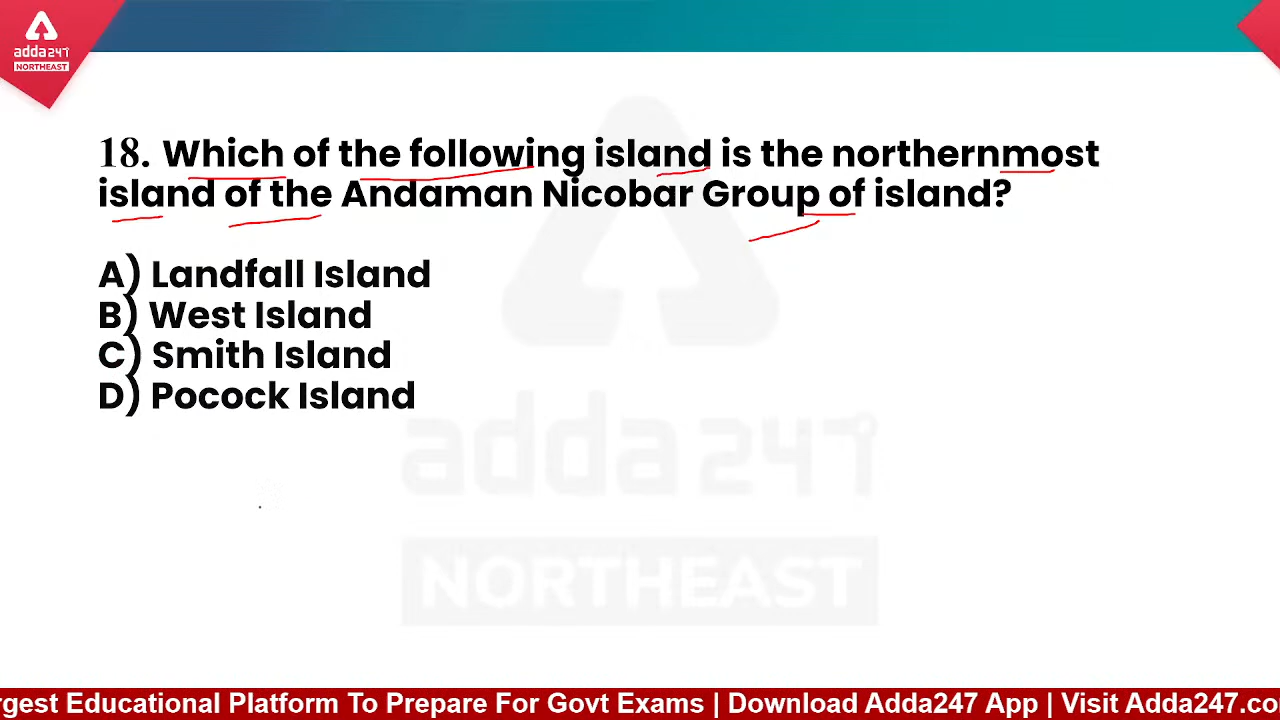 adda247
NORTHEAST
18. Which of the following island is the northernmost
island of the Andaman Nicobar Group of island?
A) Landfall Island
B) West Island
C) Smith Island
D) Pocock Island
adda247
NORTHEAST
rgest Educational Platform To Prepare For Govt Exams | Download Adda247 App | Visit Adda247.co